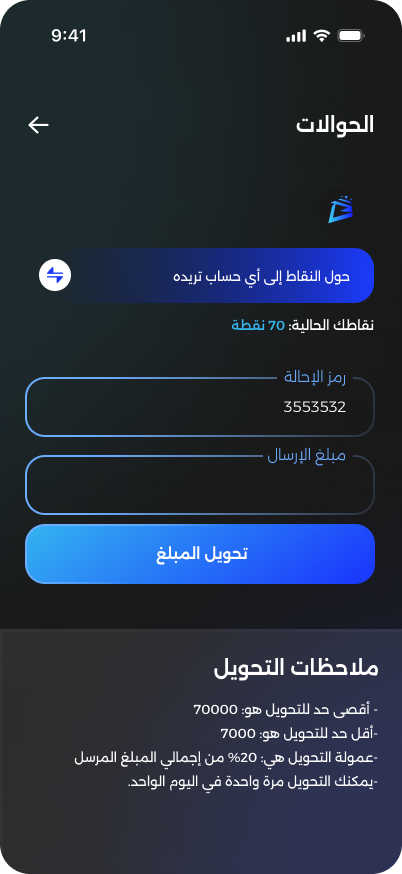 9:41
الحوالات
حول النقاط إلى أي حساب تريده
نقاطك الحالية: 70 نقطة
رمز الإحالة
3553532
مبلغ الإرسال
تحويل المبلغ
ملاحظات التحويل
- أقصى حد للتحويل هو: 70000
-أقل حد للتحويل هو: 7000
-عمولة التحويل هي: 20% من إجمالي المبلغ المرسل
-يمكنك التحويل مرة واحدة في اليوم الواحد.